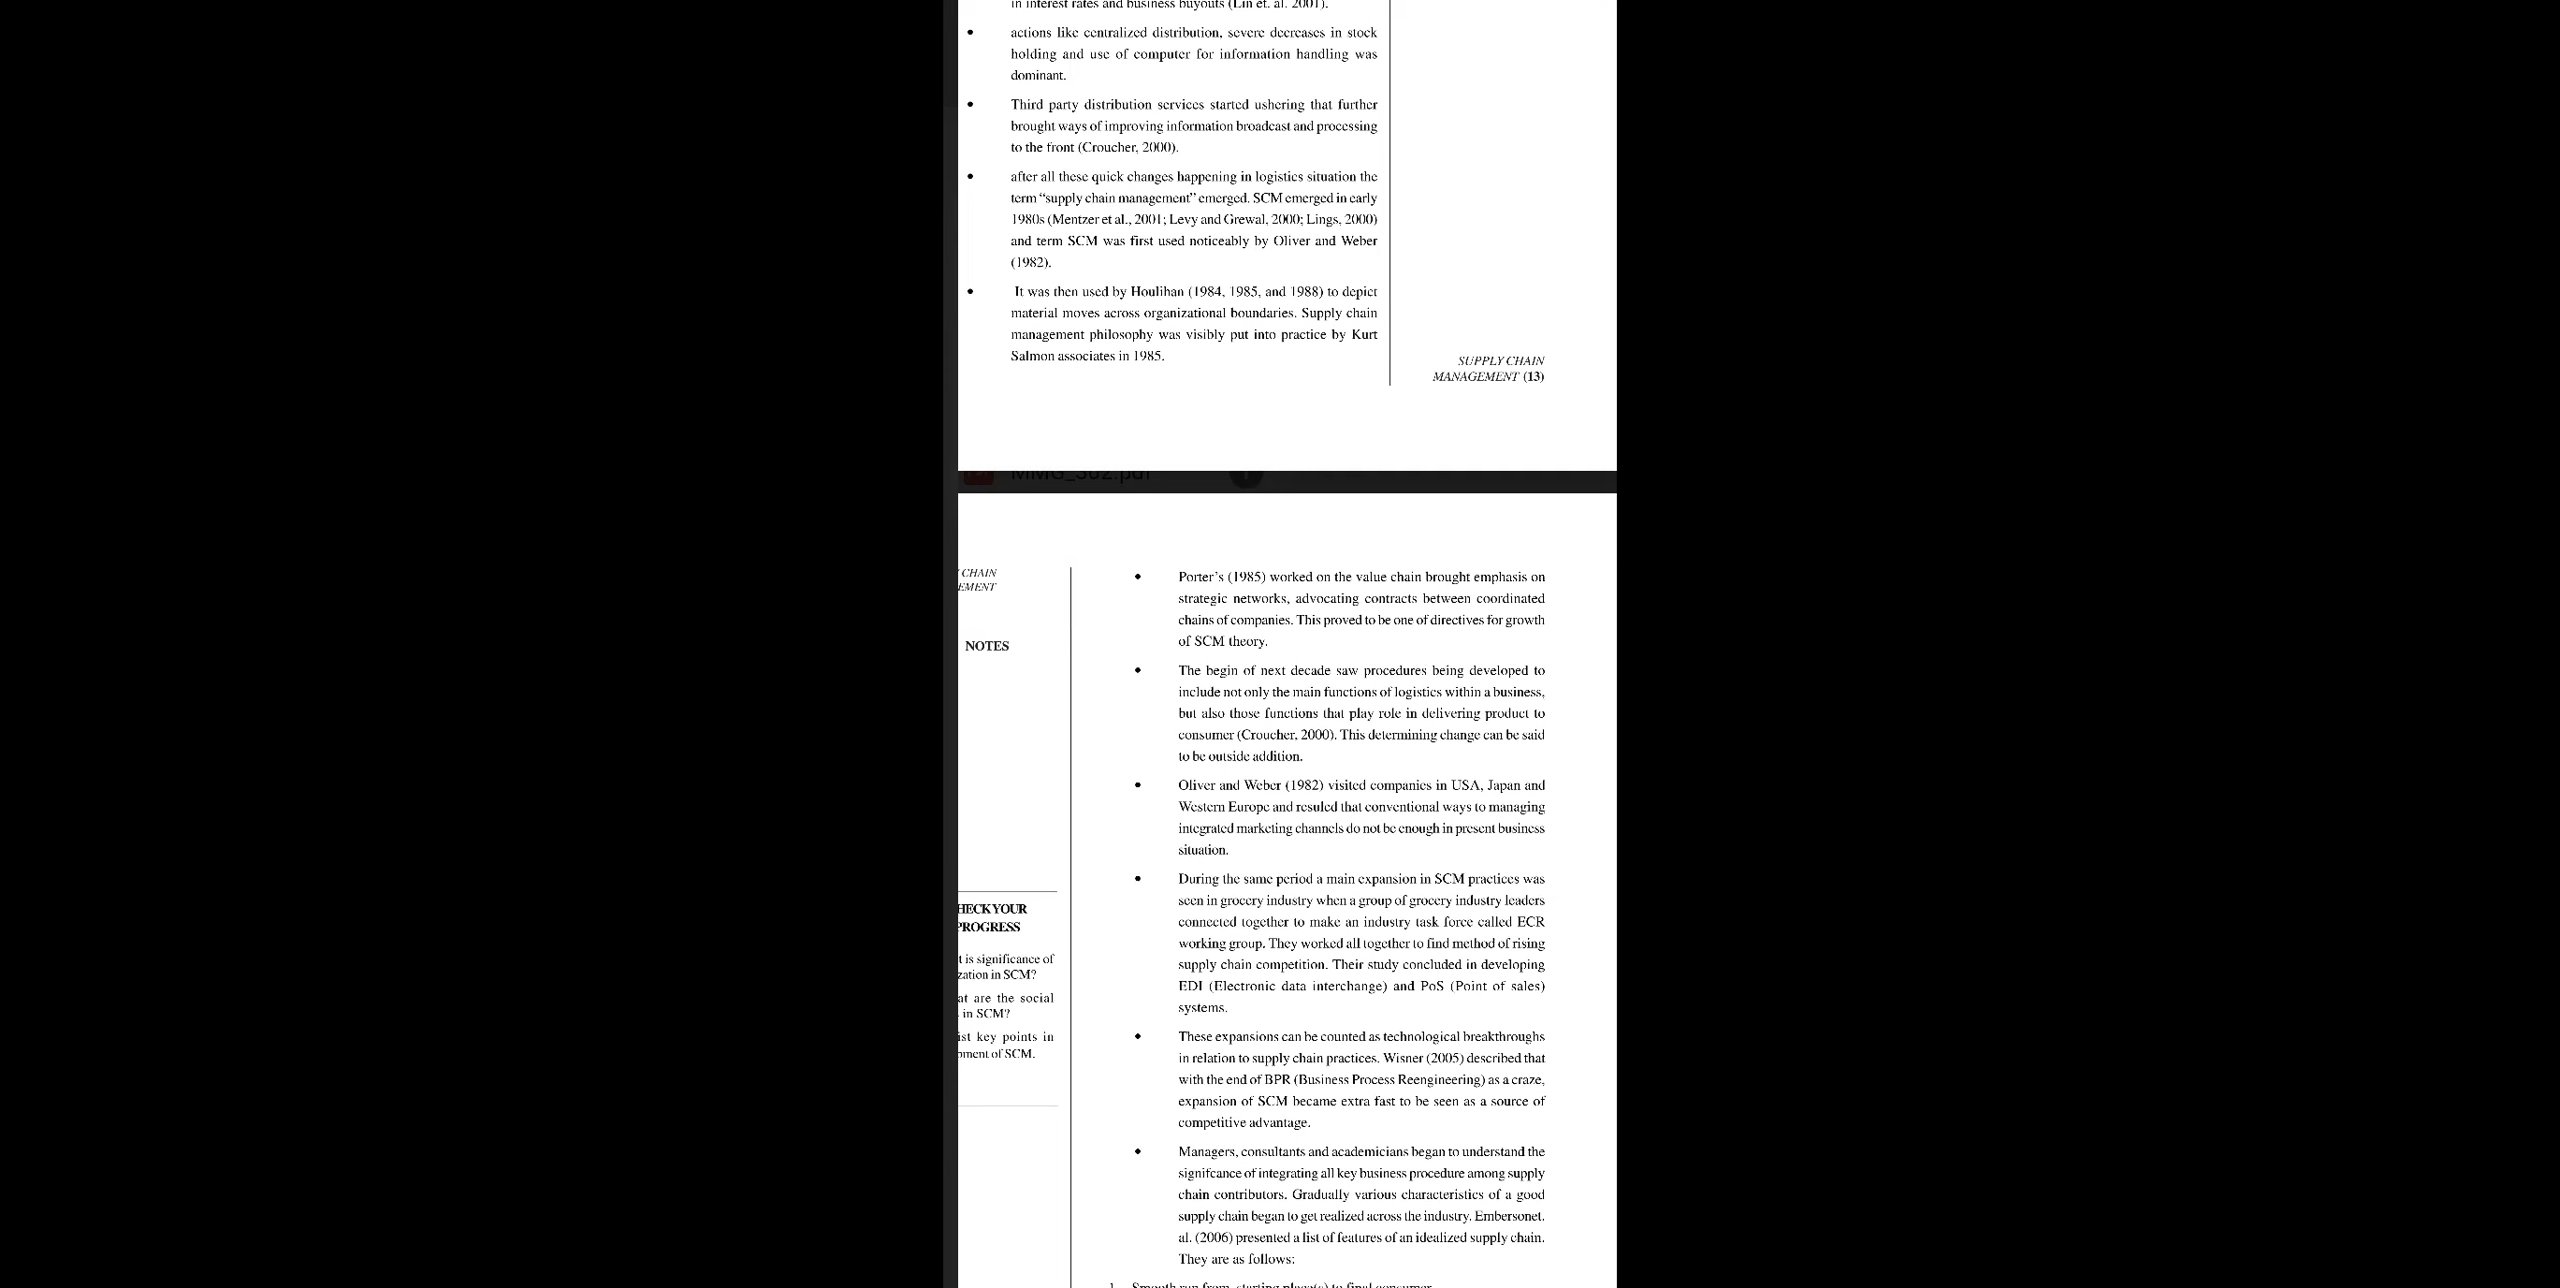 in interest rates and business buyouts (Lin et. al. 2001).
• actions like centralized distribution, severe decreases in stock
holding and use of computer for information handling was
dominant.
• Third party distribution services started ushering that further
brought ways of improving information broadcast and processing
to the front (Croucher, 2000).
• after all these quick changes happening in logistics situation the
term “supply chain management” emerged. SCM emerged in early
1980s (Mentzer et al., 2001; Levy and Grewal, 2000; Lings, 2000)
and term SCM was first used noticeably by Oliver and Weber
(1982).
• It was then used by Houlihan (1984, 1985, and 1988) to depict
material moves across organizational boundaries. Supply chain
management philosophy was visibly put into practice by Kurt
Salmon associates in 1985.
SUPPLY CHAIN
MANAGEMENT (13)
MMG_302.pdf
CHAIN
EMENT
NOTES
HECK YOUR
PROGRESS
t is significance of
zation in SCM?
at are the social
in SCM?
ist key points in
pment of SCM.
• Porter’s (1985) worked on the value chain brought emphasis on
strategic networks, advocating contracts between coordinated
chains of companies. This proved to be one of directives for growth
of SCM theory.
• The begin of next decade saw procedures being developed to
include not only the main functions of logistics within a business,
but also those functions that play role in delivering product to
consumer (Croucher, 2000). This determining change can be said
to be outside addition.
• Oliver and Weber (1982) visited companies in USA, Japan and
Western Europe and resuled that conventional ways to managing
integrated marketing channels do not be enough in present business
situation.
• During the same period a main expansion in SCM practices was
seen in grocery industry when a group of grocery industry leaders
connected together to make an industry task force called ECR
working group. They worked all together to find method of rising
supply chain competition. Their study concluded in developing
EDI (Electronic data interchange) and PoS (Point of sales)
systems.
• These expansions can be counted as technological breakthroughs
in relation to supply chain practices. Wisner (2005) described that
with the end of BPR (Business Process Reengineering) as a craze,
expansion of SCM became extra fast to be seen as a source of
competitive advantage.
• Managers, consultants and academicians began to understand the
signifcance of integrating all key business procedure among supply
chain contributors. Gradually various characteristics of a good
supply chain began to get realized across the industry. Embersonet.
al. (2006) presented a list of features of an idealized supply chain.
They are as follows:
1. Smooth run from starting place(s) to final consumer